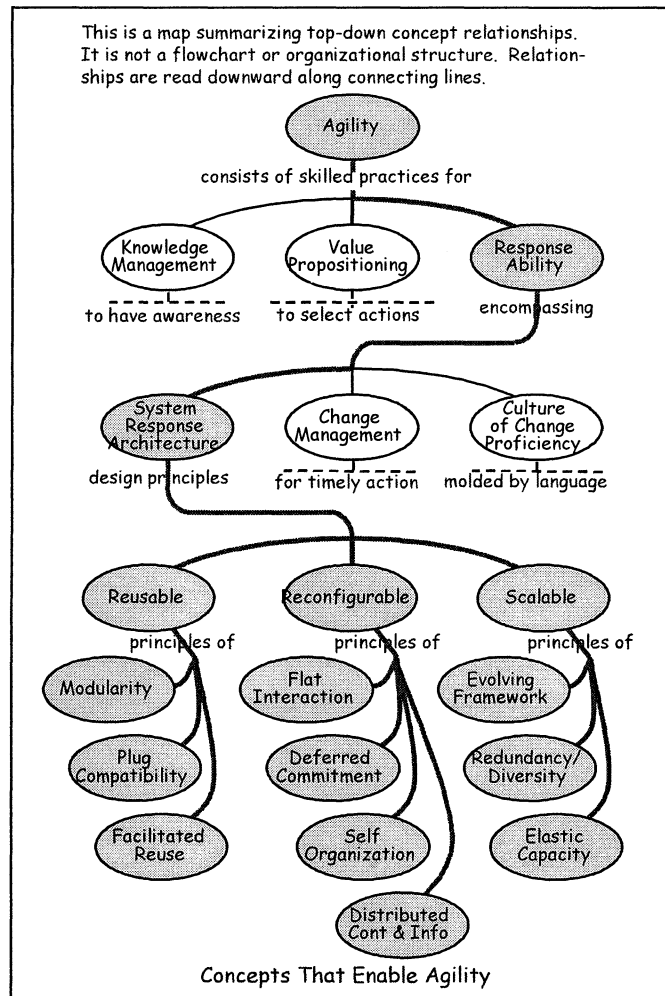 This is a map summarizing top-down concept relationships.
It is not a flowchart or organizational structure. Relation-
ships are read downward along connecting lines.
Agility
consists of skilled practices for
Knowledge
Management
Value
Propositioning
Response
Ability
to have awareness
to select actions
encompassing
System
Response
Architecture
Change
Management
Culture
of Change
Proficiency
design principles
for timely action
molded by language
Reusable
Reconfigurable
Scalable
principles of
principles of
principles of
Modularity
Plug
Compatibility
Facilitated
Reuse
Flat
Interaction
Deferred
Commitment
Self
Organization
Distributed
Cont & Info
Evolving
Framework
Redundancy/
Diversity
Elastic
Capacity
Concepts That Enable Agility